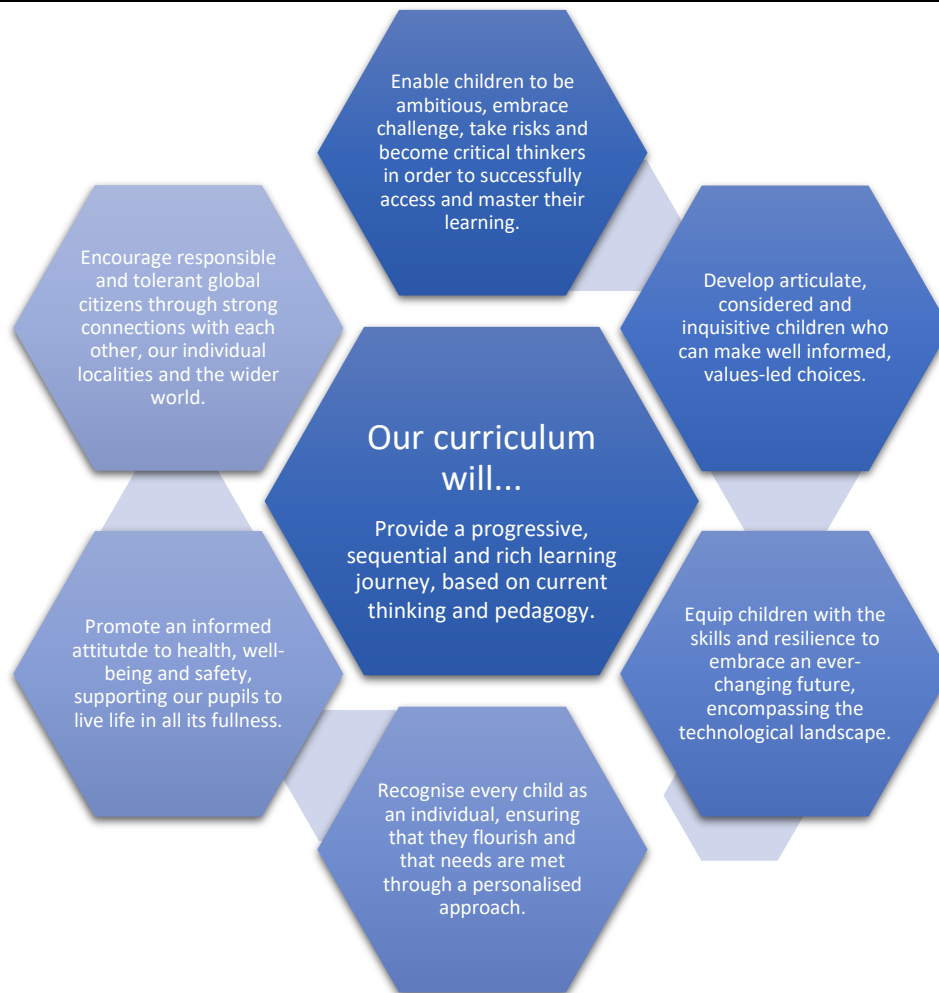 Enable children to be
ambitious, embrace
challenge, take risks and
become critical thinkers
in order to successfully
access and master their
learning.
Develop articulate,
considered and
inquisitive children who
can make well informed,
values-led choices.
Equip children with the
skills and resilience to
embrace an ever-
changing future,
encompassing the
technological landscape.
Recognise every child as
an individual, ensuring
that they flourish and
that needs are met
through a personalised
approach.
Promote an informed
attitutde to health, well-
being and safety,
supporting our pupils to
live life in all its fullness.
Encourage responsible
and tolerant global
citizens through strong
connections with each
other, our individual
localities and the wider
world.
Our curriculum
will...
Provide a progressive,
sequential and rich learning
journey, based on current
thinking and pedagogy.